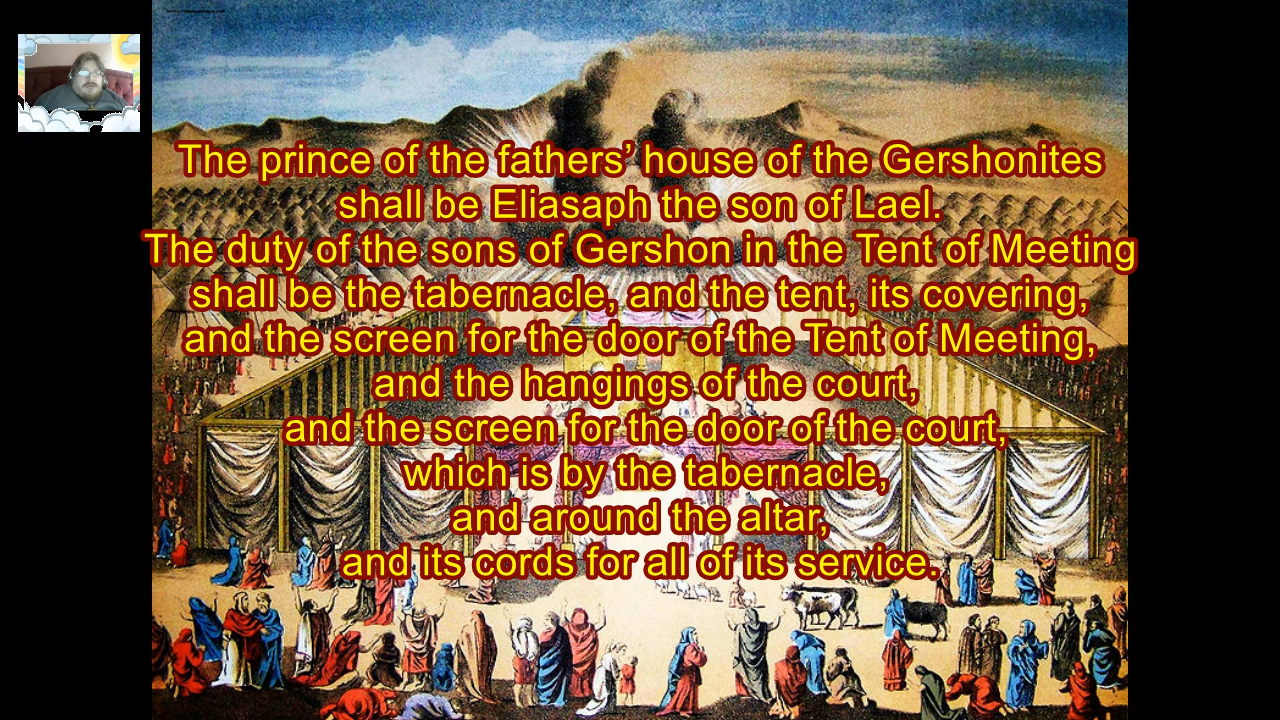 The prince of the fathers’ house of the Gershonites
shall be Eliasaph the son of Lael.
The duty of the sons of Gershon in the Tent of Meeting
shall be the tabernacle, and the tent, its covering,
and the screen for the door of the Tent of Meeting,
and the hangings of the court,
and the screen for the door of the court,
which is by the tabernacle,
and around the altar,
and its cords for all of its service.